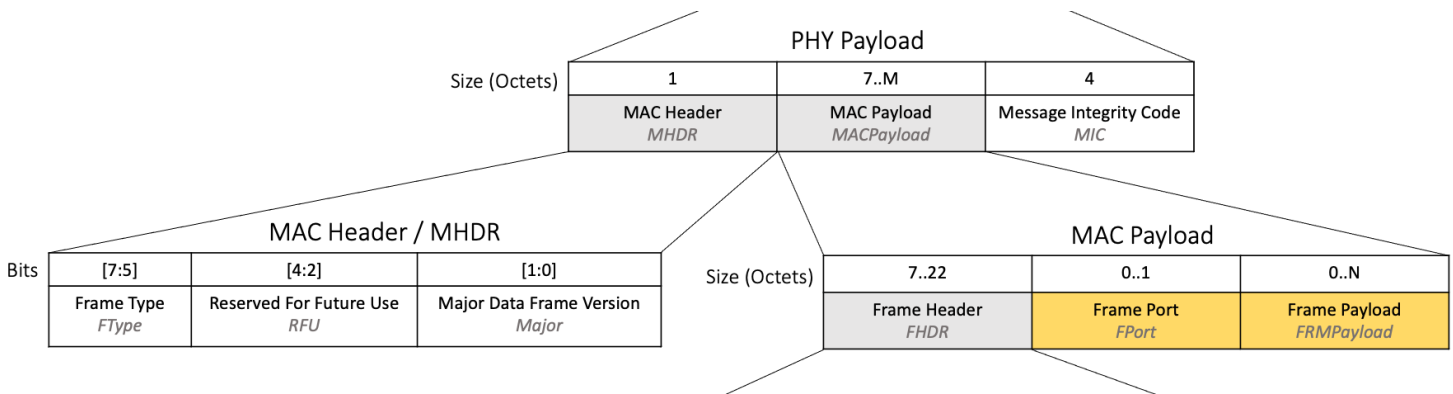 PHY Payload
Size (Octets) 1 7..M 4
MAC Header MAC Payload Message Integrity Code
MHDR MACPayload MIC
MAC Header / MHDR
Bits [7:5] [4:2] [1:0]
Frame Type Reserved For Future Use Major Data Frame Version
FType RFU Major
MAC Payload
Size (Octets) 7..22 0..1 0..N
Frame Header Frame Port Frame Payload
FHDR FPort FRMPayload